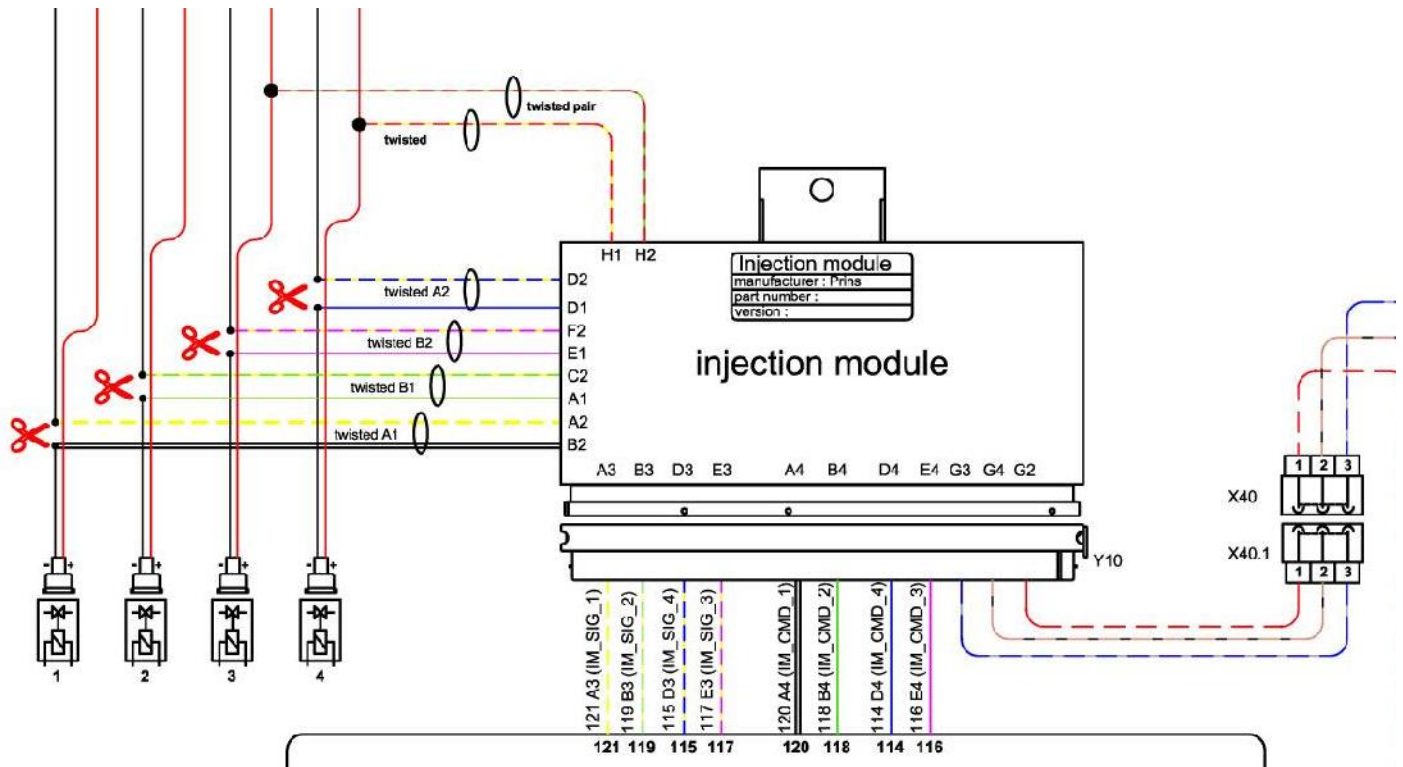 twisted pair
twisted
H1 H2
Injection module
manufacturer : Prins
part number :
version :
D2
twisted A2
D1
F2
twisted B2
E1
C2
twisted B1
A1
A2
twisted A1
B2
injection module
A3 B3 D3 E3 A4 B4 D4 E4 G3 G4 G2
1 2 3
X40
X40.1
1 2 3
Y10
- +
- +
- +
- +
1
2
3
4
121 A3 (IM_SIG_1)
119 B3 (IM_SIG_2)
115 D3 (IM_SIG_4)
117 E3 (IM_SIG_3)
120 A4 (IM_CMD_1)
118 B4 (IM_CMD_2)
114 D4 (IM_CMD_4)
116 E4 (IM_CMD_3)
121 119 115 117 120 118 114 116